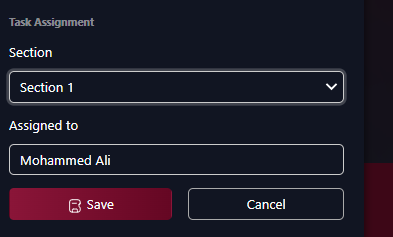 Task Assignment
Section
Section 1
Assigned to
Mohammed Ali
Save
Cancel